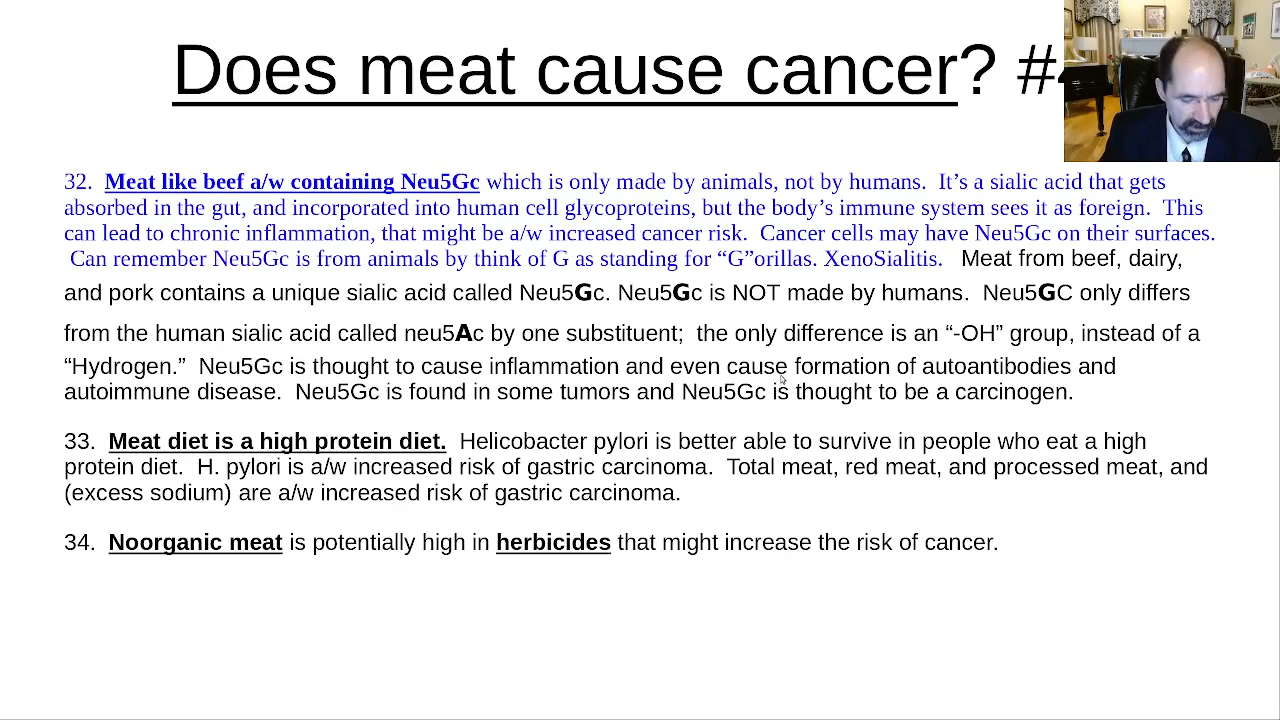 Does meat cause cancer? #
32. Meat like beef a/w containing Neu5Gc which is only made by animals, not by humans. It’s a sialic acid that gets
absorbed in the gut, and incorporated into human cell glycoproteins, but the body’s immune system sees it as foreign. This
can lead to chronic inflammation, that might be a/w increased cancer risk. Cancer cells may have Neu5Gc on their surfaces.
Can remember Neu5Gc is from animals by think of G as standing for “G”orillas. XenoSialitis. Meat from beef, dairy,
and pork contains a unique sialic acid called Neu5Gc. Neu5Gc is NOT made by humans. Neu5GC only differs
from the human sialic acid called neu5Ac by one substituent; the only difference is an “-OH” group, instead of a
“Hydrogen.” Neu5Gc is thought to cause inflammation and even cause formation of autoantibodies and
autoimmune disease. Neu5Gc is found in some tumors and Neu5Gc is thought to be a carcinogen.
33. Meat diet is a high protein diet. Helicobacter pylori is better able to survive in people who eat a high
protein diet. H. pylori is a/w increased risk of gastric carcinoma. Total meat, red meat, and processed meat, and
(excess sodium) are a/w increased risk of gastric carcinoma.
34. Noorganic meat is potentially high in herbicides that might increase the risk of cancer.